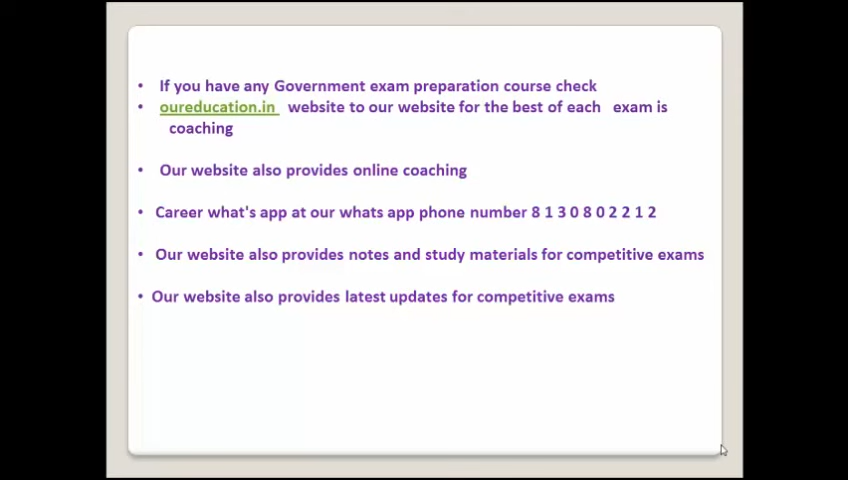 • If you have any Government exam preparation course check
• oureducation.in website to our website for the best of each exam is
coaching
• Our website also provides online coaching
• Career what's app at our whats app phone number 8 1 3 0 8 0 2 2 1 2
• Our website also provides notes and study materials for competitive exams
• Our website also provides latest updates for competitive exams